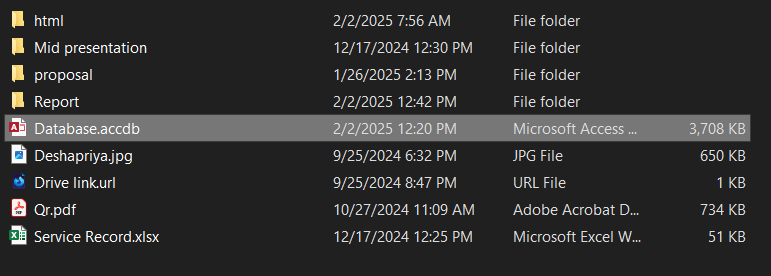 html 2/2/2025 7:56 AM File folder
Mid presentation 12/17/2024 12:30 PM File folder
proposal 1/26/2025 2:13 PM File folder
Report 2/2/2025 12:42 PM File folder
Database.accdb 2/2/2025 12:20 PM Microsoft Access ... 3,708 KB
Deshapriya.jpg 9/25/2024 6:32 PM JPG File 650 KB
Drive link.url 9/25/2024 8:47 PM URL File 1 KB
Qr.pdf 10/27/2024 11:09 AM Adobe Acrobat D... 734 KB
Service Record.xlsx 12/17/2024 12:25 PM Microsoft Excel W... 51 KB